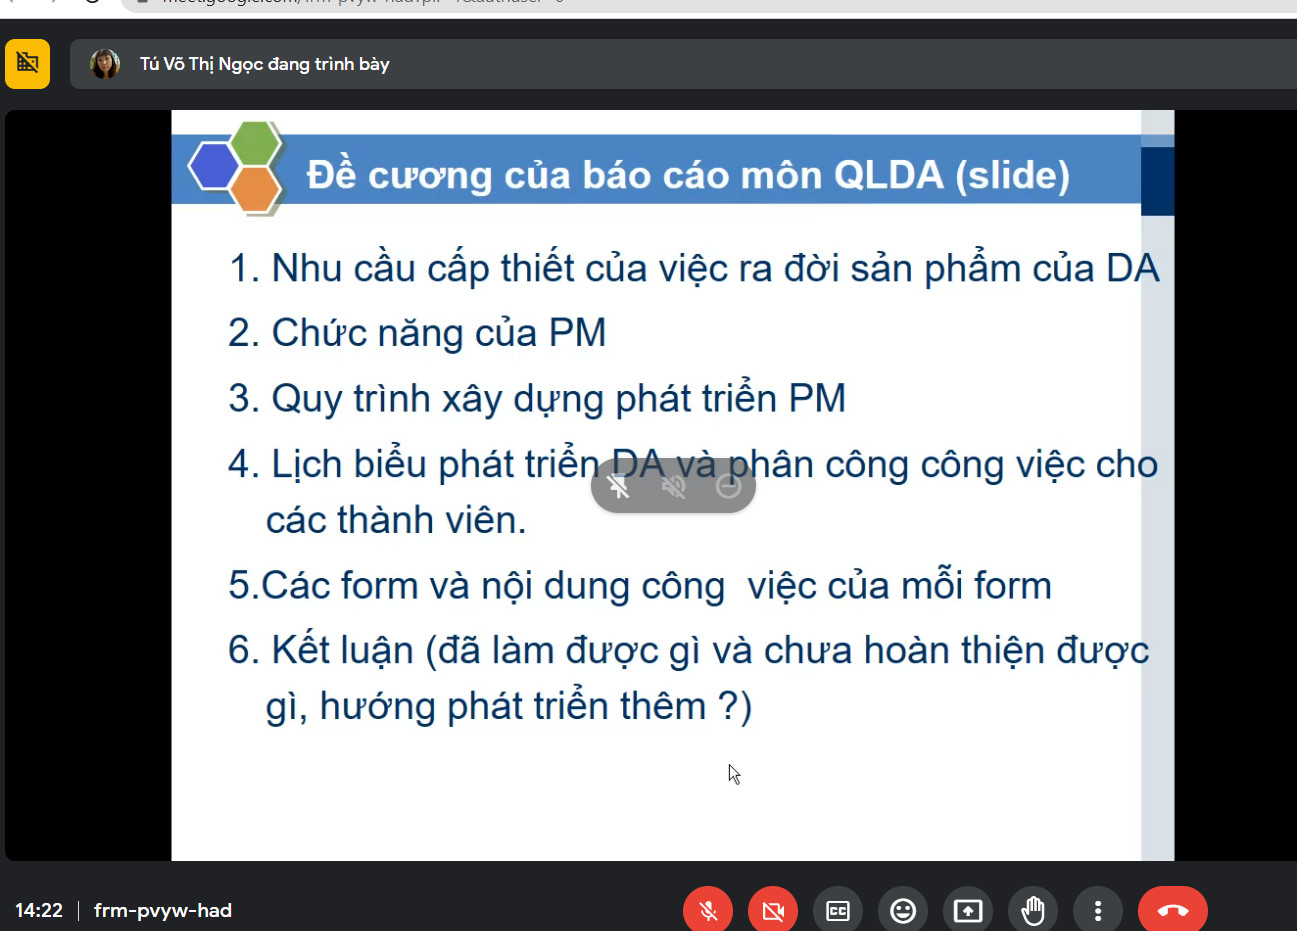 Tú Võ Thị Ngọc đang trình bày
Đề cương của báo cáo môn QLDA (slide)
1. Nhu cầu cấp thiết của việc ra đời sản phẩm của DA
2. Chức năng của PM
3. Quy trình xây dựng phát triển PM
4. Lịch biểu phát triển DA và phân công công việc cho
các thành viên.
5.Các form và nội dung công việc của mỗi form
6. Kết luận (đã làm được gì và chưa hoàn thiện được
gì, hướng phát triển thêm ?)
14:22 | frm-pvyw-had
CC